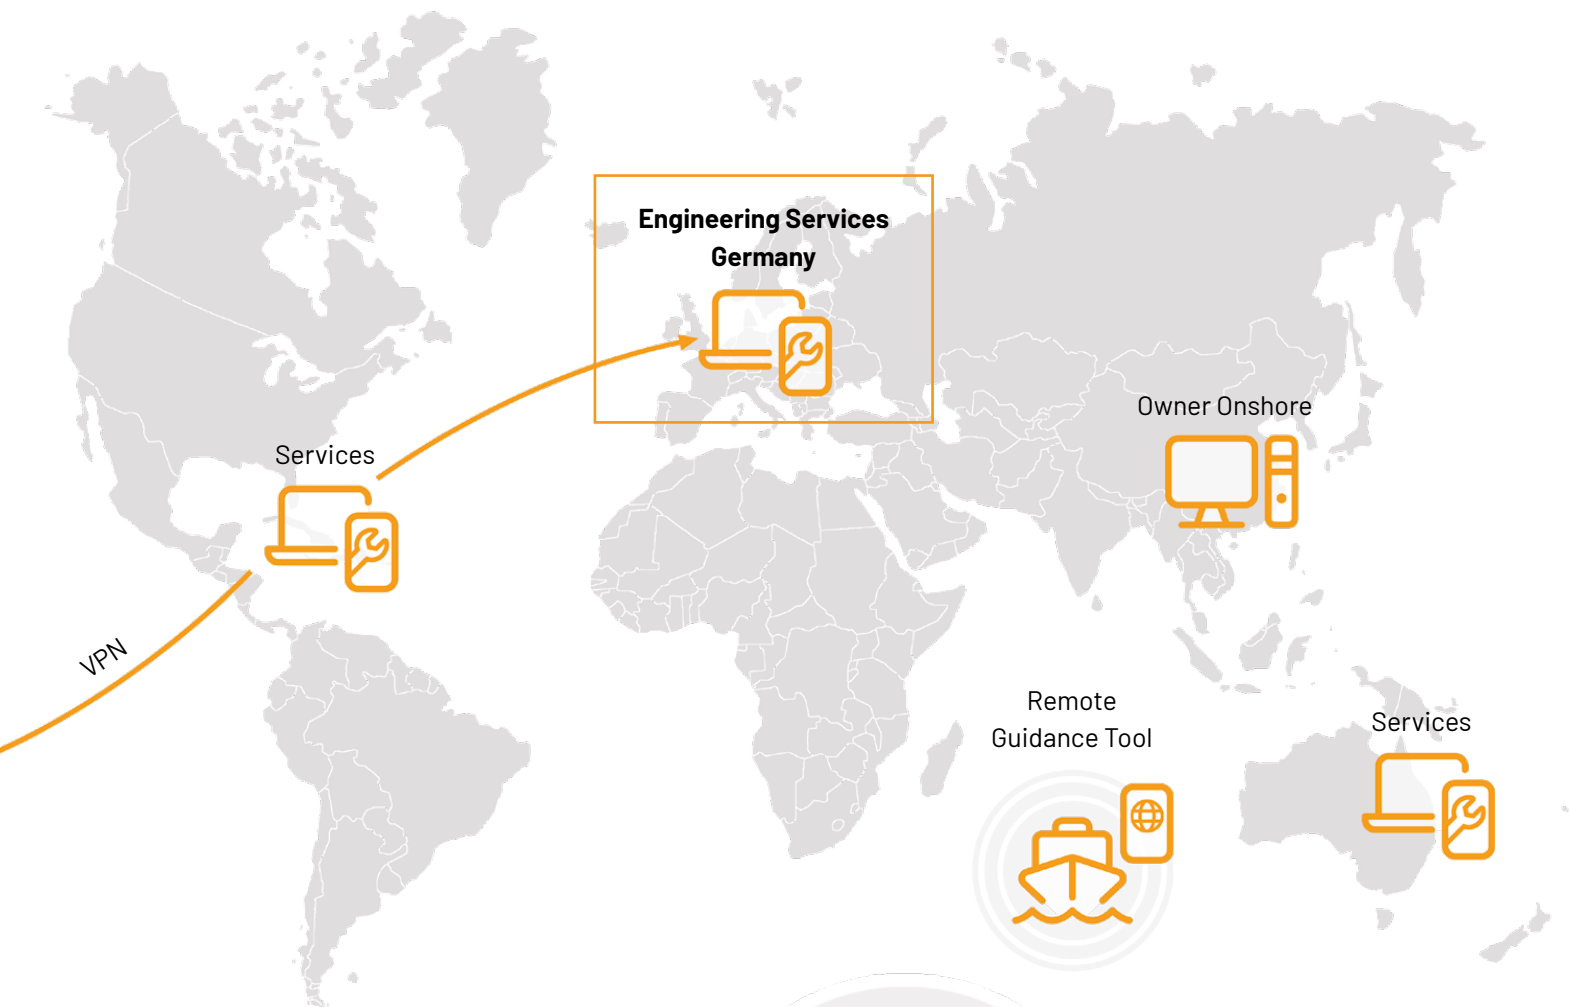 Engineering Services
Germany
Owner Onshore
Services
VPN
Remote
Guidance Tool
Services